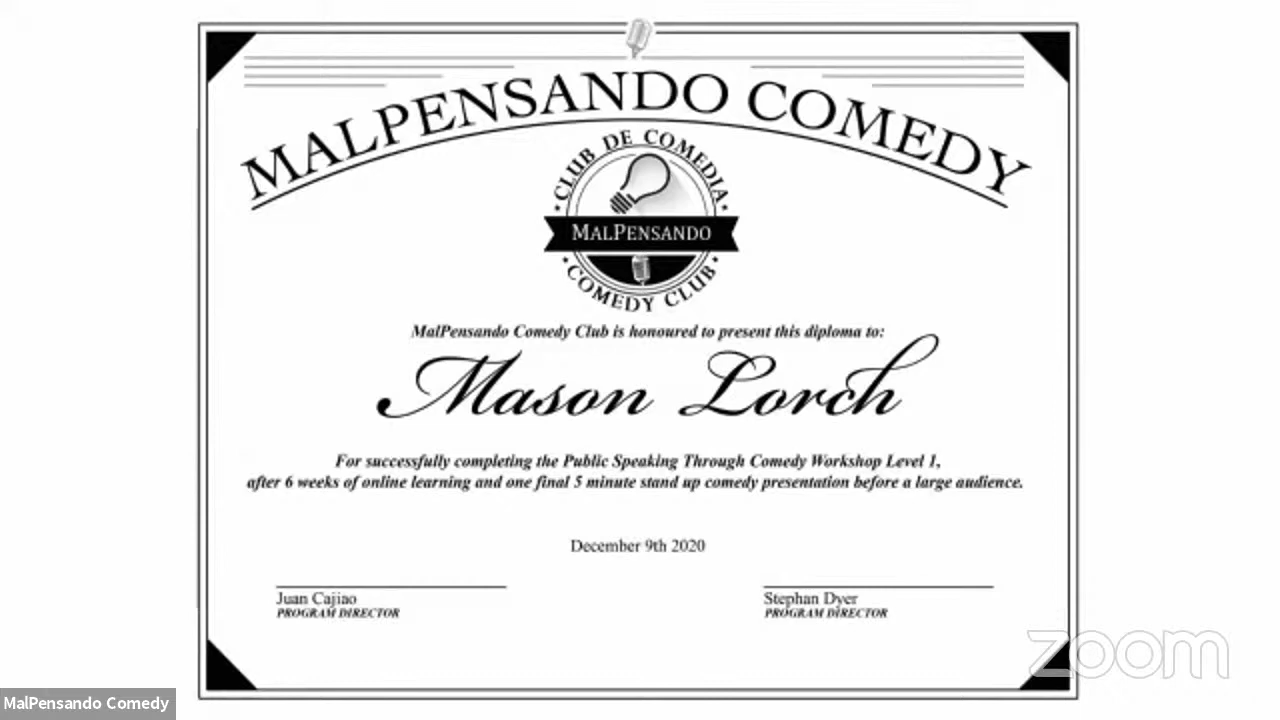 MALPENSANDO COMEDY
CLUB DE COMEDIA
MALPENSANDO
COMEDY CLUB
MalPensando Comedy Club is honoured to present this diploma to:
Mason Lorch
For successfully completing the Public Speaking Through Comedy Workshop Level 1,
after 6 weeks of online learning and one final 5 minute stand up comedy presentation before a large audience.
December 9th 2020
Juan Cajiao
PROGRAM DIRECTOR
Stephan Dyer
PROGRAM DIRECTOR
zoom
MalPensando Comedy